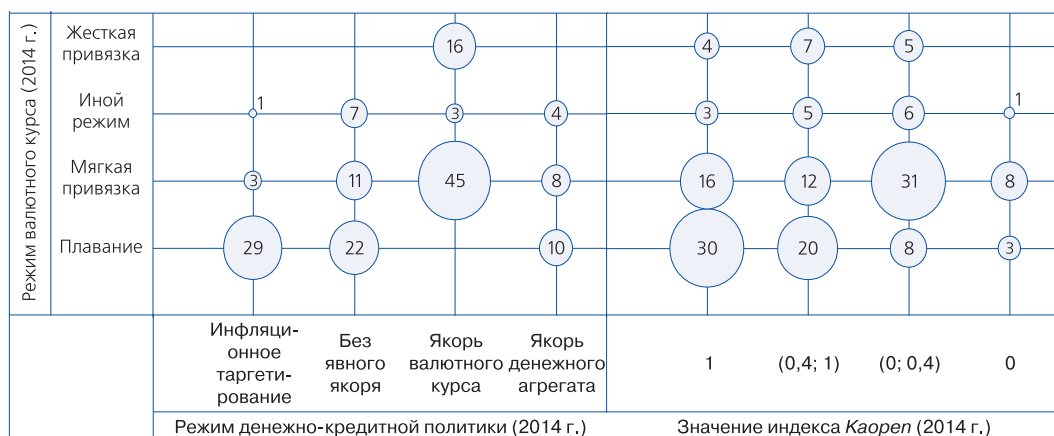 Режим валютного курса (2014 г.)
Жесткая
привязка
16
4
7
5
Иной
режим
1
7
3
4
3
5
6
1
Мягкая
привязка
3
11
45
8
16
12
31
8
Плавание
29
22
10
30
20
8
3
Инфляци-
онное
таргети-
рование
Без
явного
якоря
Якорь
валютного
курса
Якорь
денежного
агрегата
1
(0,4; 1)
(0; 0,4)
0
Режим денежно-кредитной политики (2014 г.)
Значение индекса Kaopen (2014 г.)